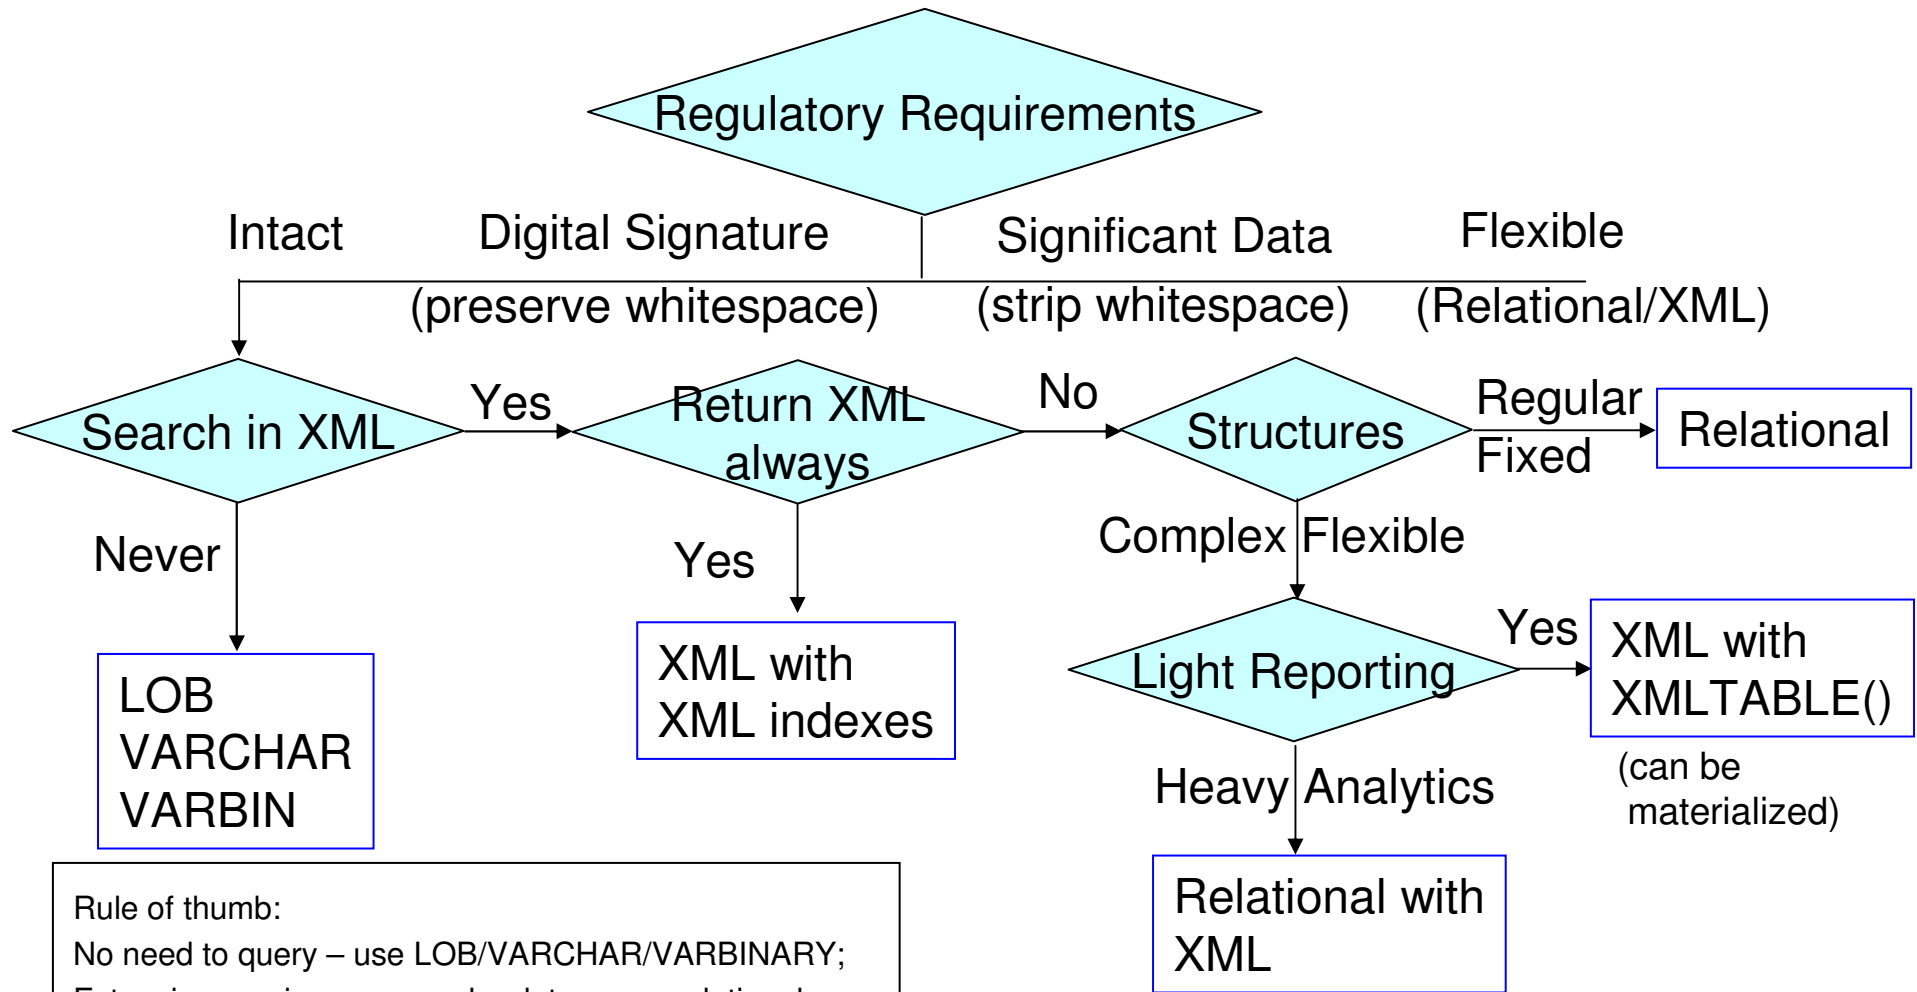 Regulatory Requirements
Intact
Digital Signature
Significant Data
Flexible
(preserve whitespace)
(strip whitespace)
(Relational/XML)
Search in XML
Yes
Return XML
always
No
Structures
Regular
Fixed
Relational
Never
Yes
Complex Flexible
LOB
VARCHAR
VARBIN
XML with
XML indexes
Light Reporting
Yes
XML with
XMLTABLE()
(can be
materialized)
Heavy Analytics
Relational with
XML
Rule of thumb:
No need to query – use LOB/VARCHAR/VARBINARY;